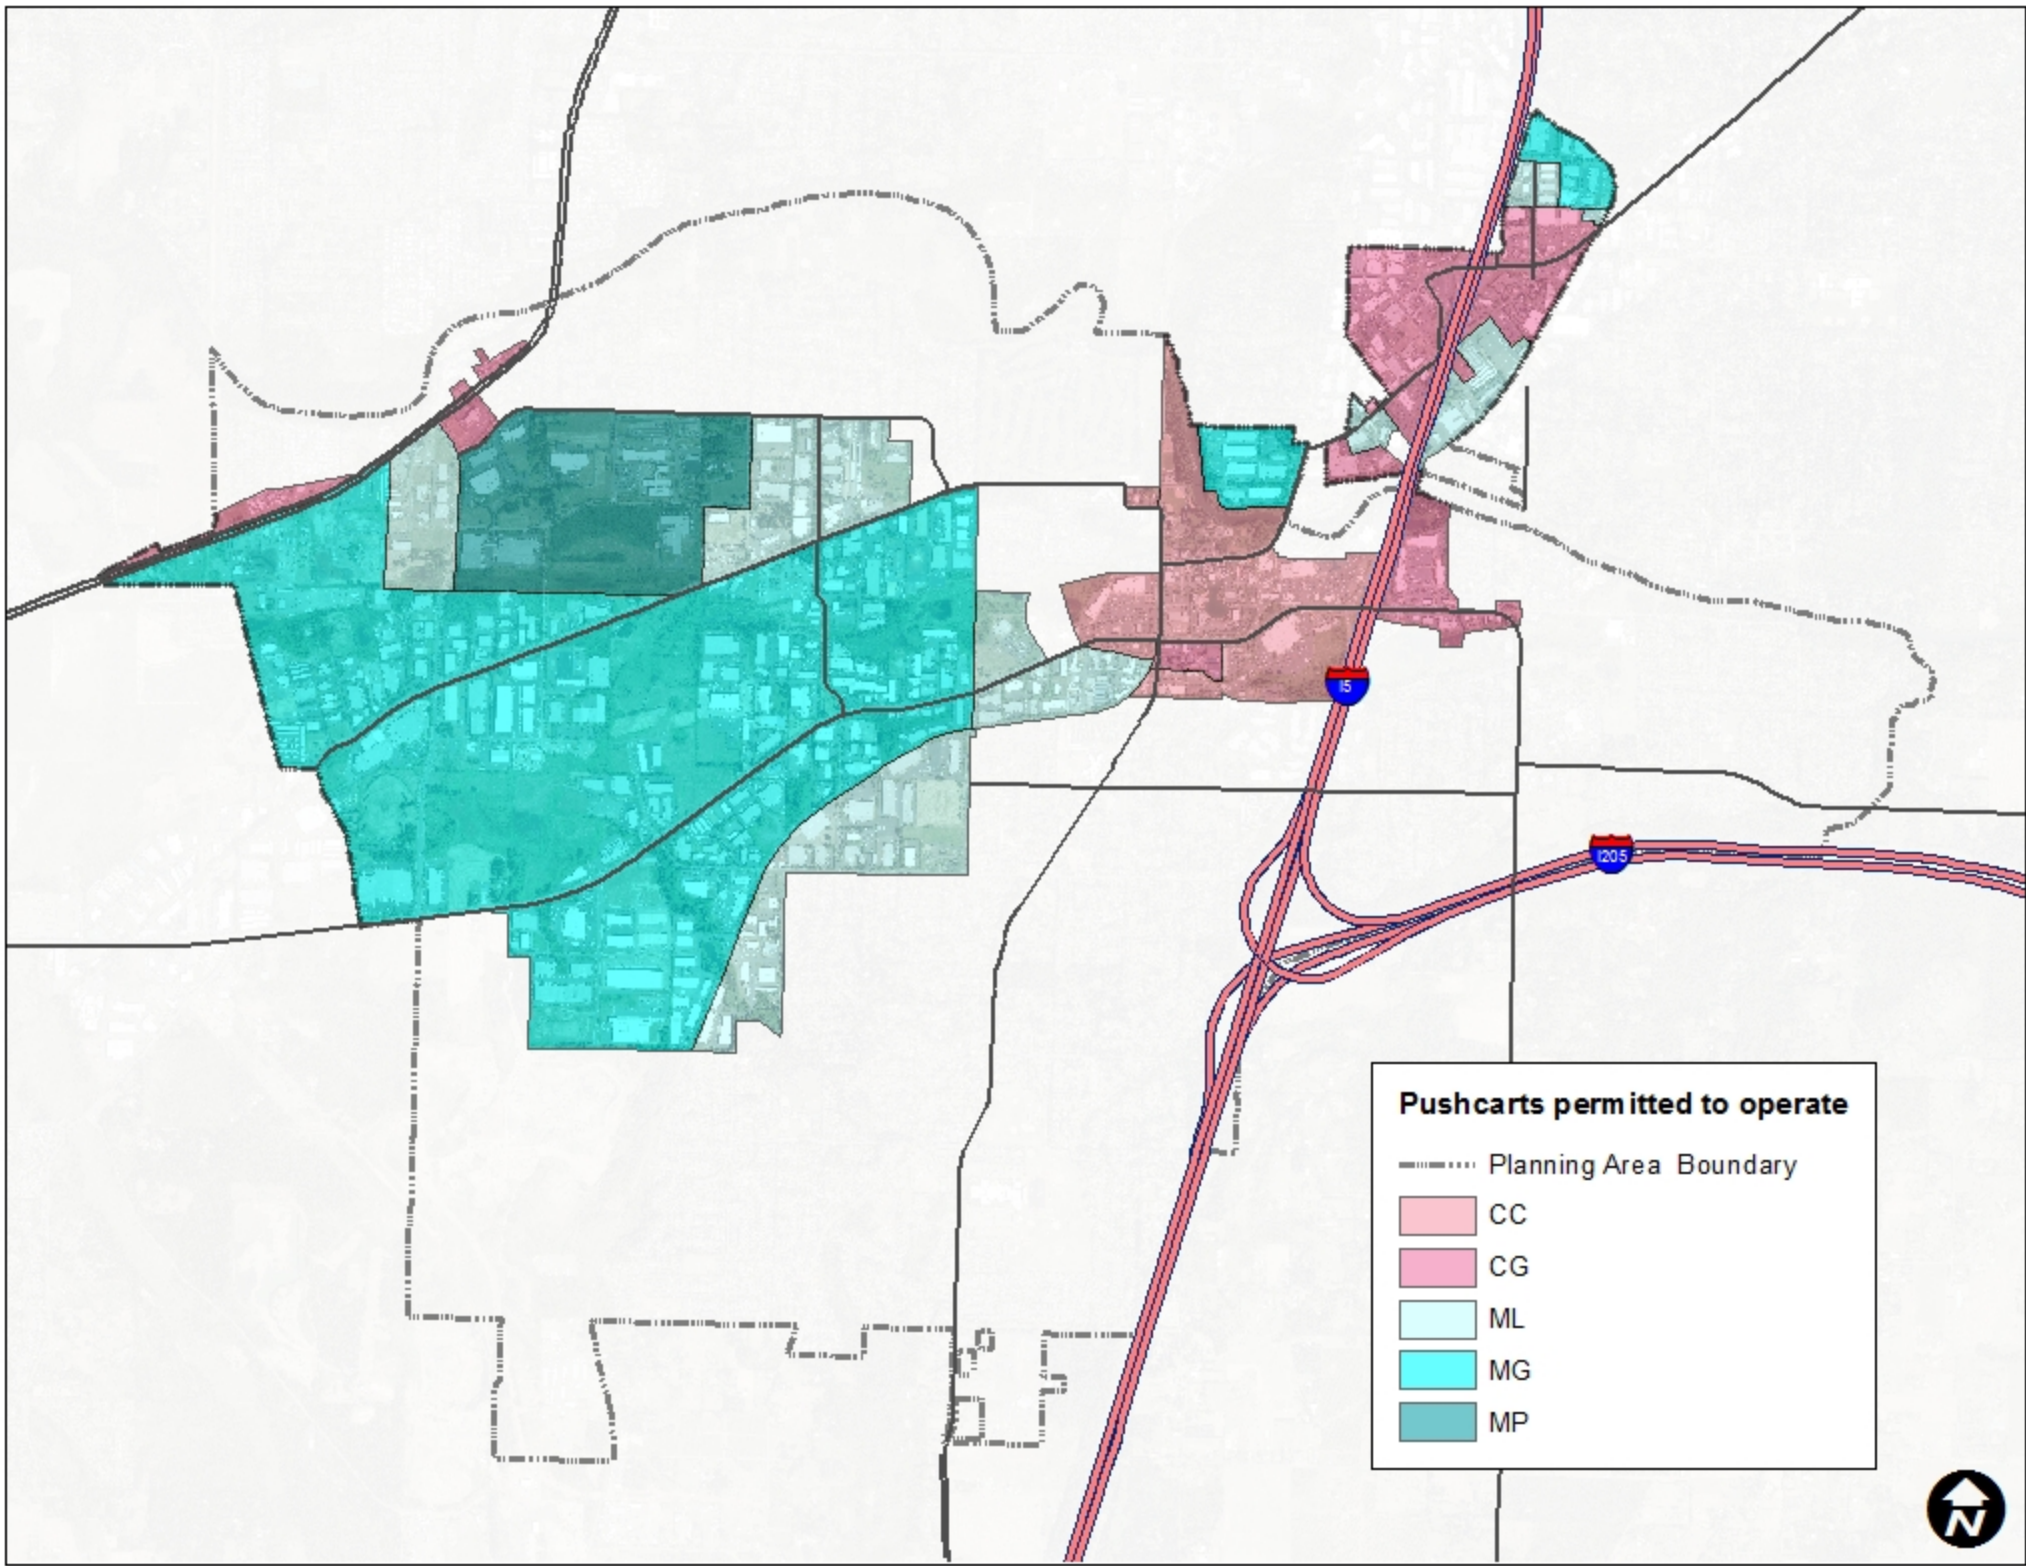 I5
I205
Pushcarts permitted to operate
Planning Area Boundary
CC
CG
ML
MG
MP
N